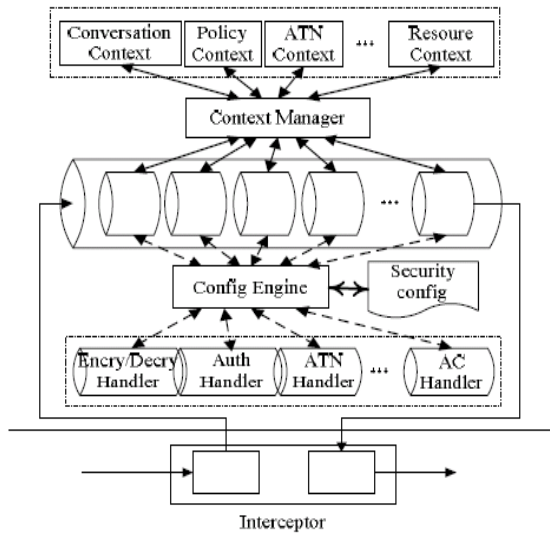 Conversation Context
Policy Context
ATN Context
...
Resoure Context
Context Manager
...
Config Engine
Security config
Encry/Decry Handler
Auth Handler
ATN Handler
...
AC Handler
Interceptor